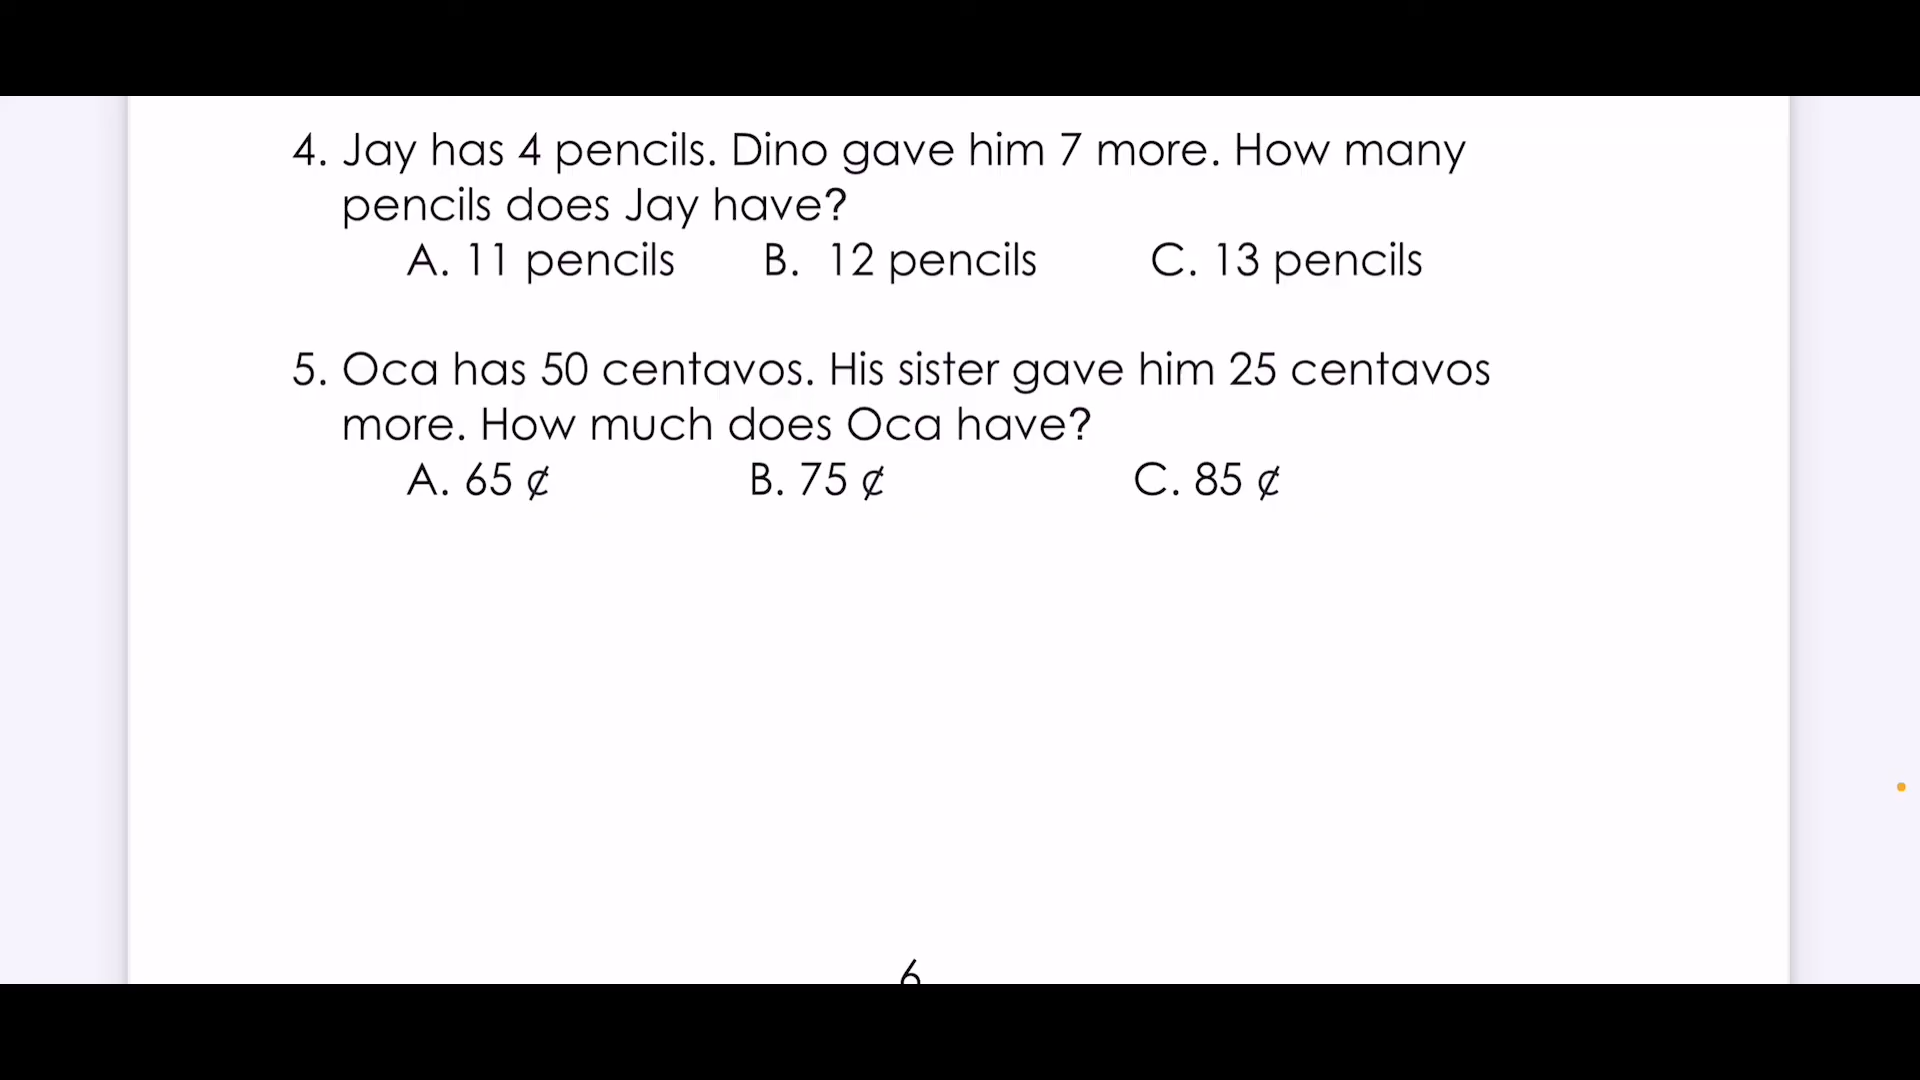 4. Jay has 4 pencils. Dino gave him 7 more. How many
pencils does Jay have?
A. 11 pencils B. 12 pencils C. 13 pencils
5. Oca has 50 centavos. His sister gave him 25 centavos
more. How much does Oca have?
A. 65 ¢ B. 75 ¢ C. 85 ¢
6